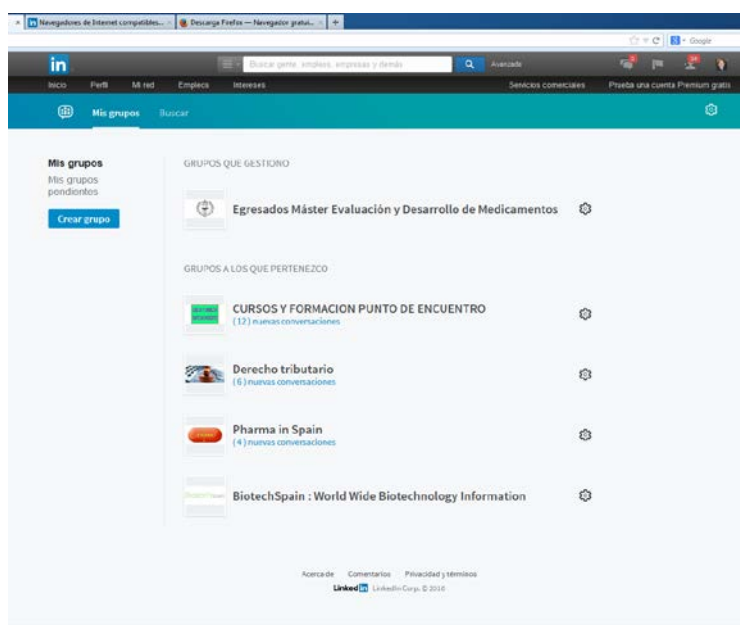 Navegadores de Internet compatibles...
Descarga Firefox — Navegador gratui...
Google
in
Buscar gente, empleos, empresas y demás
Avanzada
Inicio Perfil Mi red Empleos Intereses Servicios comerciales Prueba una cuenta Premium gratis
Mis grupos Buscar
Mis grupos
Mis grupos
pendientes
Crear grupo
GRUPOS QUE GESTIONO
Egresados Máster Evaluación y Desarrollo de Medicamentos
GRUPOS A LOS QUE PERTENEZCO
CURSOS Y FORMACION PUNTO DE ENCUENTRO
(12) nuevas conversaciones
Derecho tributario
(6) nuevas conversaciones
Pharma in Spain
(4) nuevas conversaciones
BiotechSpain : World Wide Biotechnology Information
Acerca de Comentarios Privacidad y términos
Linked in LinkedIn Corp. © 2016